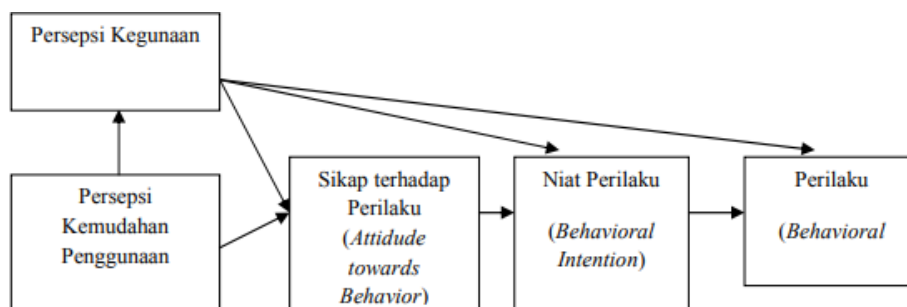 Persepsi Kegunaan
Persepsi
Kemudahan
Penggunaan
Sikap terhadap
Perilaku
(Attidude
towards
Behavior)
Niat Perilaku
(Behavioral
Intention)
Perilaku
(Behavioral